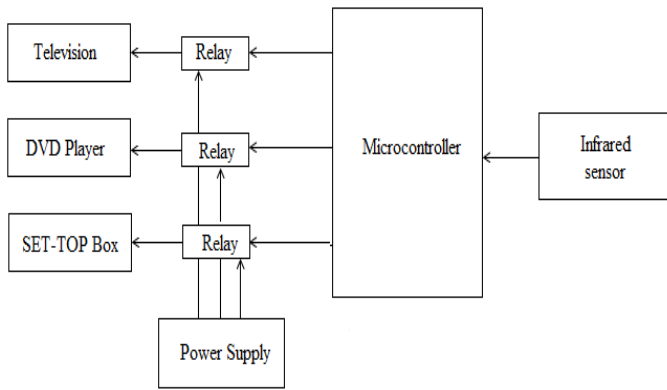 Television
Relay
DVD Player
Relay
Microcontroller
Infrared
sensor
SET-TOP Box
Relay
Power Supply